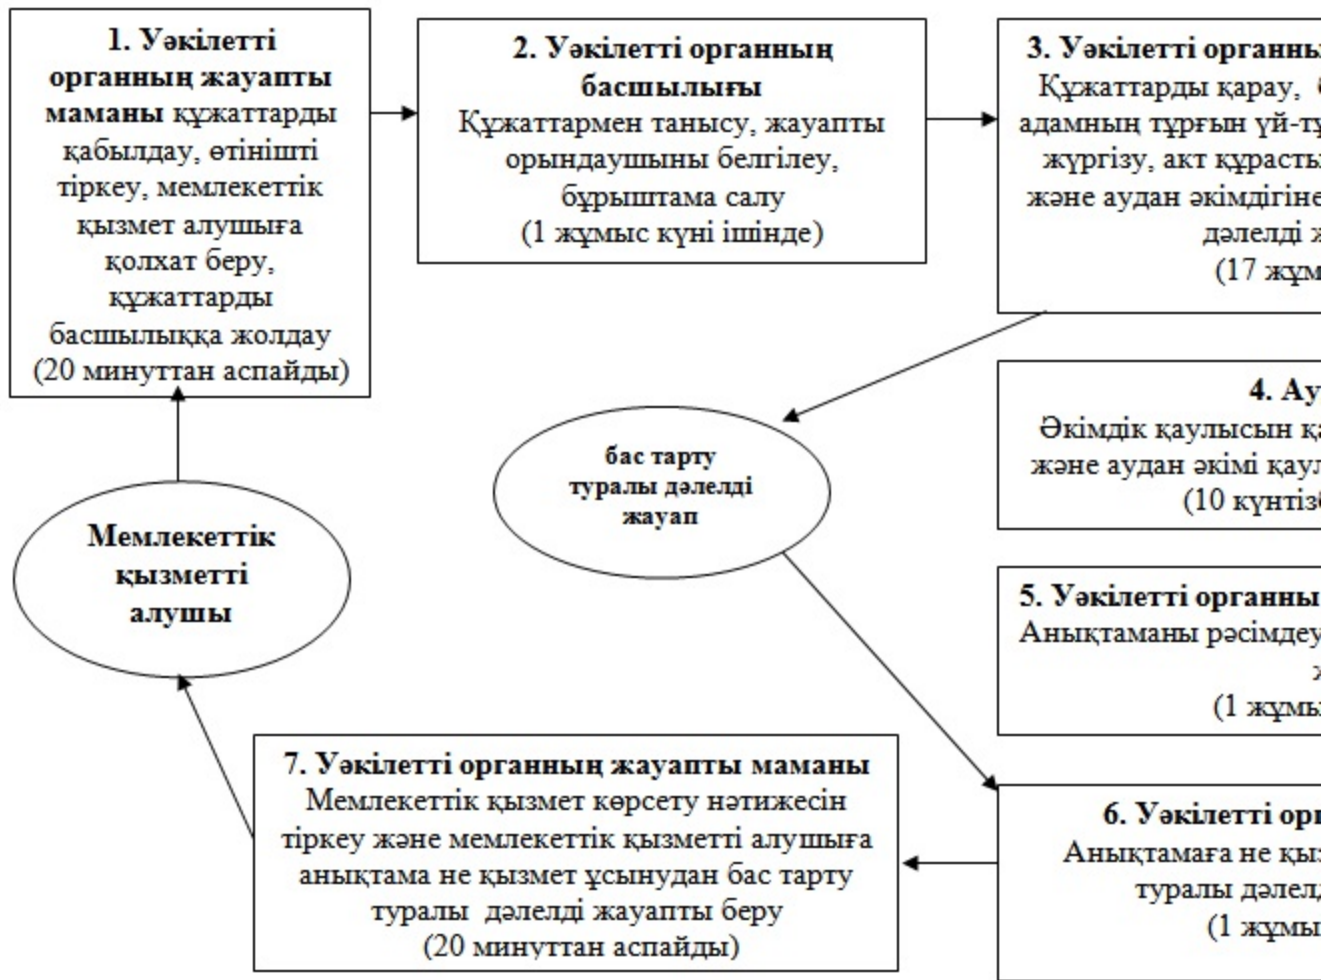 1. Уәкілетті
органның жауапты
маманы құжаттарды
қабылдау, өтінішті
тіркеу, мемлекеттік
қызмет алушыға
қолхат беру,
құжаттарды
басшылыққа жолдау
(20 минуттан аспайды)
2. Уәкілетті органның
басшылығы
Құжаттармен танысу, жауапты
орындаушыны белгілеу,
бұрыштама салу
(1 жұмыс күні ішінде)
3. Уәкілетті органны
Құжаттарды қарау,
адамның тұрғын үй-тұ
жүргізу, акт құрасты
және аудан әкімдігіне
дәлелді ж
(17 жұм
бас тарту
туралы дәлелді
жауап
4. Ау
Әкімдік қаулысын қа
және аудан әкімі қаул
(10 күнтізб
Мемлекеттік
қызметті
алушы
5. Уәкілетті органны
Анықтаманы рәсімдеу
ж
(1 жұмы
7. Уәкілетті органның жауапты маманы
Мемлекеттік қызмет көрсету нәтижесін
тіркеу және мемлекеттік қызметті алушыға
анықтама не қызмет ұсынудан бас тарту
туралы дәлелді жауапты беру
(20 минуттан аспайды)
6. Уәкілетті орг
Анықтамаға не қыз
туралы дәлелд
(1 жұмы